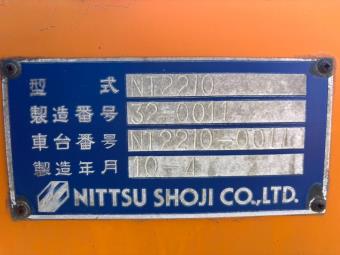 型式 NT2210
製造番号 32-0011
車台番号 NT2210-0011
製造年月 10-4
NITTSU SHOJI CO.,LTD.